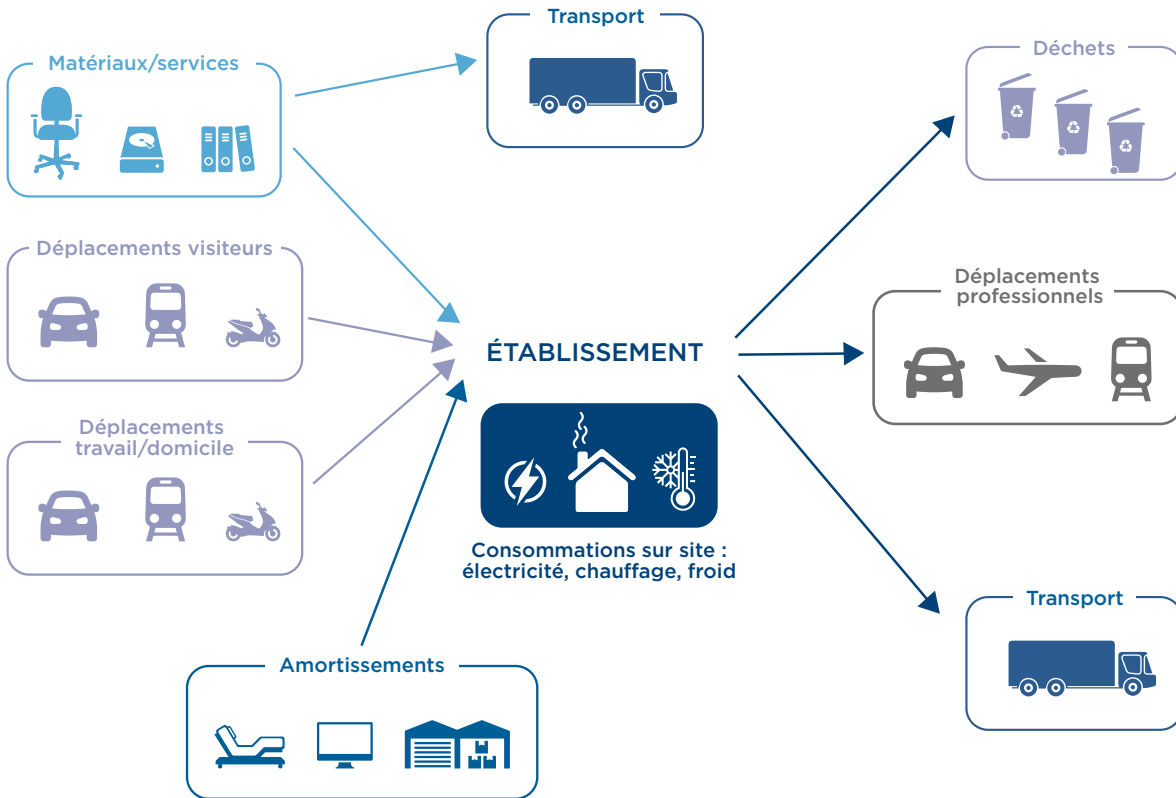 Transport
Matériaux/services
Déchets
Déplacements visiteurs
Déplacements
professionnels
ÉTABLISSEMENT
Déplacements
travail/domicile
Consommations sur site :
électricité, chauffage, froid
Transport
Amortissements